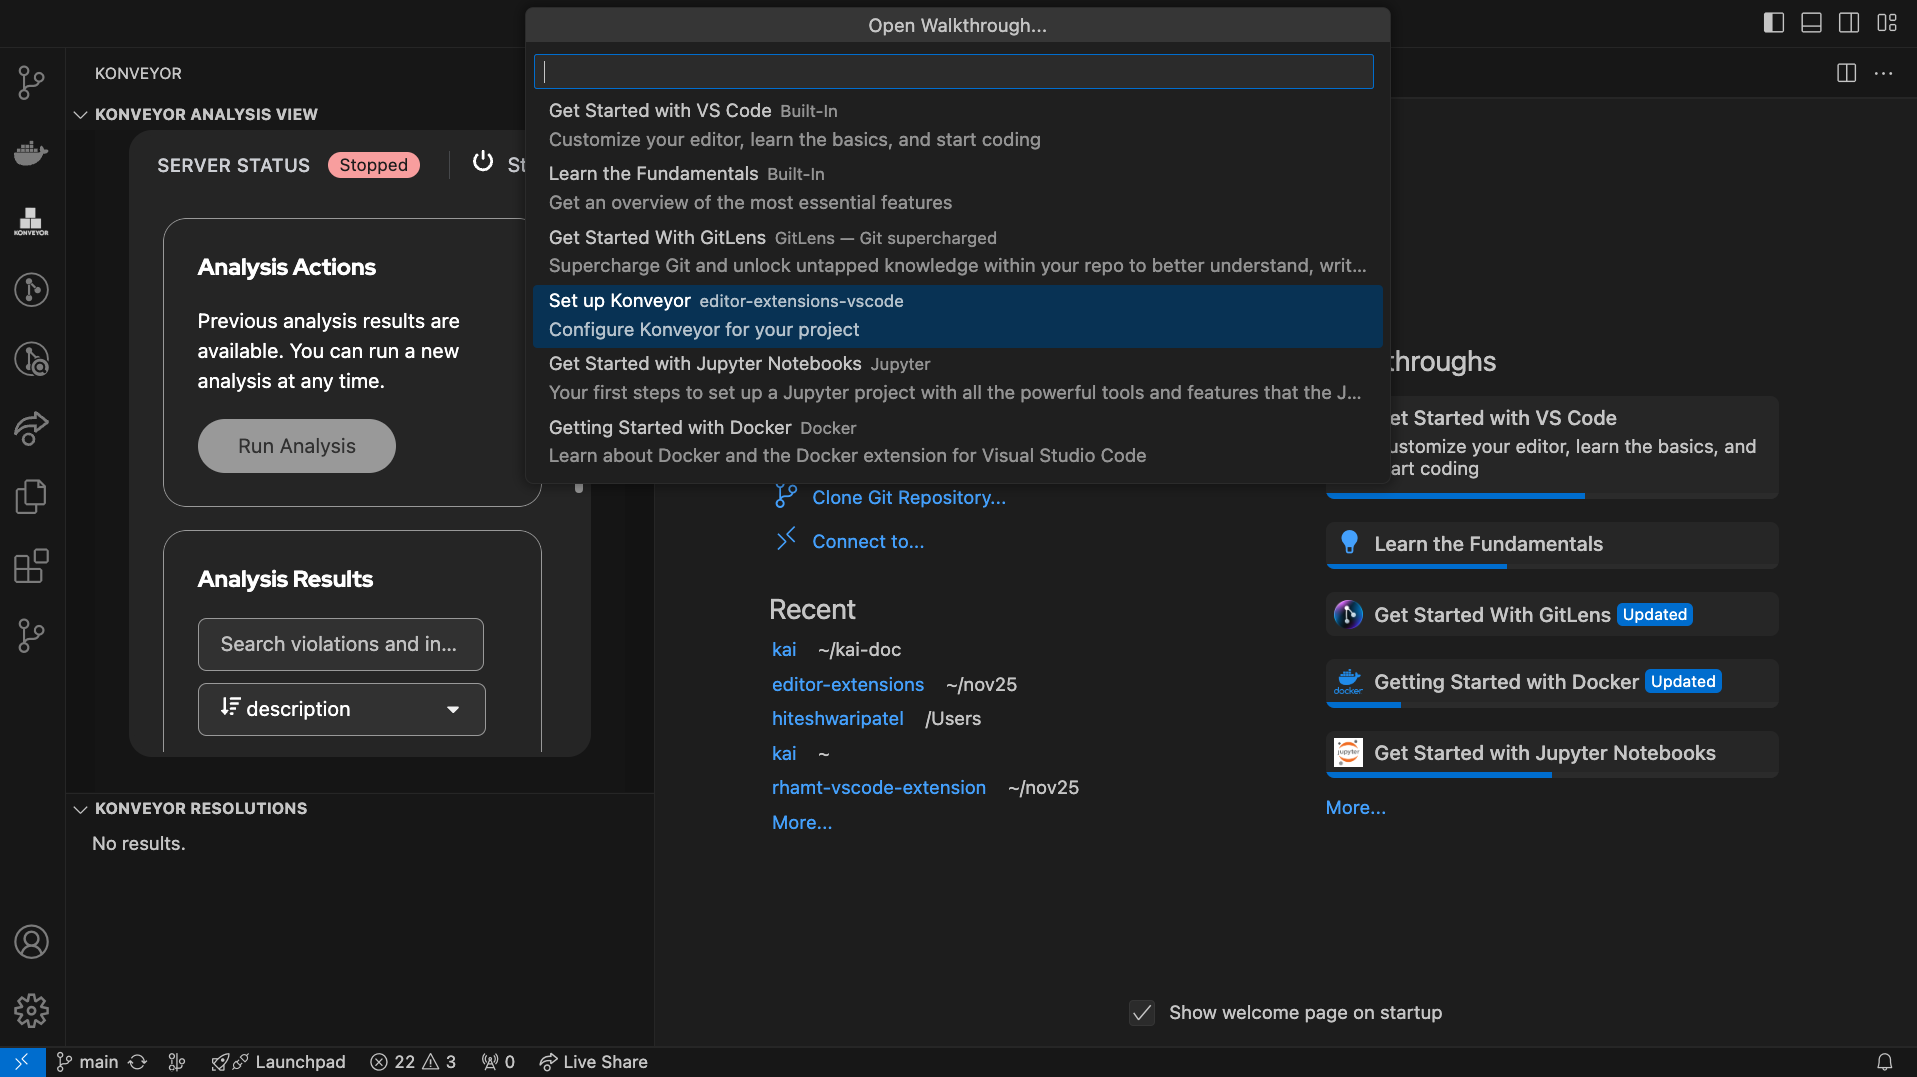 Open Walkthrough...
KONVEYOR
KONVEYOR ANALYSIS VIEW
SERVER STATUS Stopped St
Analysis Actions
Previous analysis results are
available. You can run a new
analysis at any time.
Run Analysis
Analysis Results
Search violations and in...
description
KONVEYOR RESOLUTIONS
No results.
KONVEYOR
Get Started with VS Code Built-In
Customize your editor, learn the basics, and start coding
Learn the Fundamentals Built-In
Get an overview of the most essential features
Get Started With GitLens GitLens — Git supercharged
Supercharge Git and unlock untapped knowledge within your repo to better understand, writ...
Set up Konveyor editor-extensions-vscode
Configure Konveyor for your project
Get Started with Jupyter Notebooks Jupyter
Your first steps to set up a Jupyter project with all the powerful tools and features that the J...
Getting Started with Docker Docker
Learn about Docker and the Docker extension for Visual Studio Code
Clone Git Repository...
Connect to...
Recent
kai ~/kai-doc
editor-extensions ~/nov25
hiteshwaripatel /Users
kai ~
rhamt-vscode-extension ~/nov25
More...
throughs
et Started with VS Code
ustomize your editor, learn the basics, and
art coding
Learn the Fundamentals
Get Started With GitLens Updated
docker
Getting Started with Docker Updated
jupyter
Get Started with Jupyter Notebooks
More...
Show welcome page on startup
main Launchpad 22 3 0 Live Share